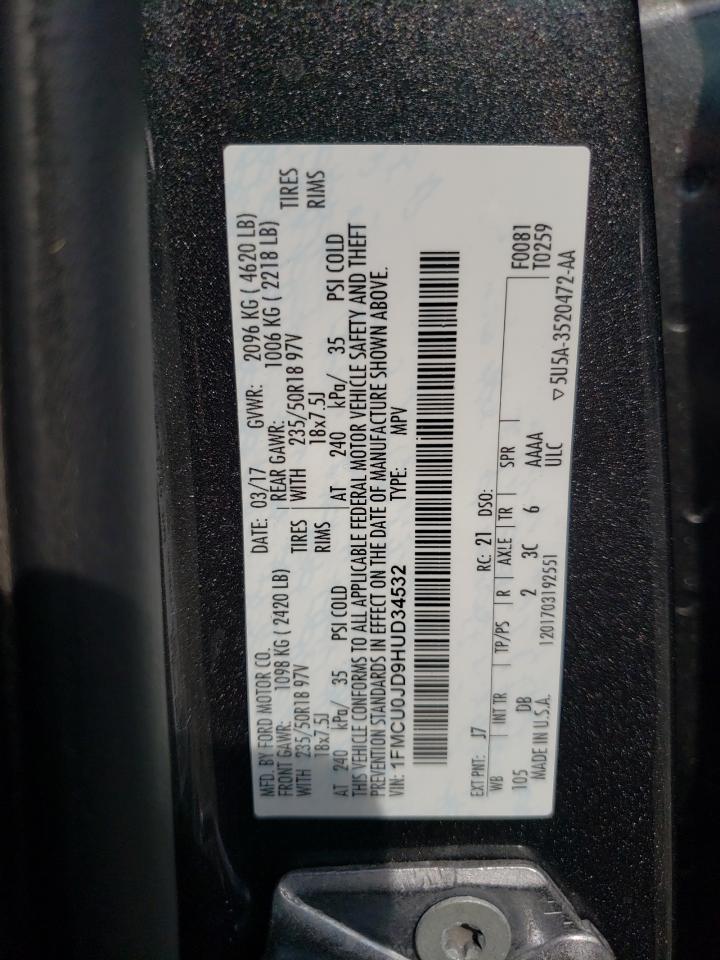 MFD. BY FORD MOTOR CO. DATE: 03/17 GVWR: 2096 KG ( 4620 LB)
FRONT GAWR: 1098 KG ( 2420 LB) REAR GAWR: 1006 KG ( 2218 LB)
WITH 235/50R18 97V TIRES WITH 235/50R18 97V TIRES
18x7.5J RIMS 18x7.5J RIMS
AT 240 kPa/ 35 PSI COLD AT 240 kPa/ 35 PSI COLD
THIS VEHICLE CONFORMS TO ALL APPLICABLE FEDERAL MOTOR VEHICLE SAFETY AND THEFT
PREVENTION STANDARDS IN EFFECT ON THE DATE OF MANUFACTURE SHOWN ABOVE.
VIN: 1FMCU0JD9HUD34532 TYPE: MPV
EXT PNT: J7 RC: 21 DSO: F0081
WB INT TR TP/PS R AXLE TR SPR T0259
105 DB 2 3C 6 AAAA
MADE IN U.S.A. 1201703192551 ULC ▽5U5A-3520472-AA